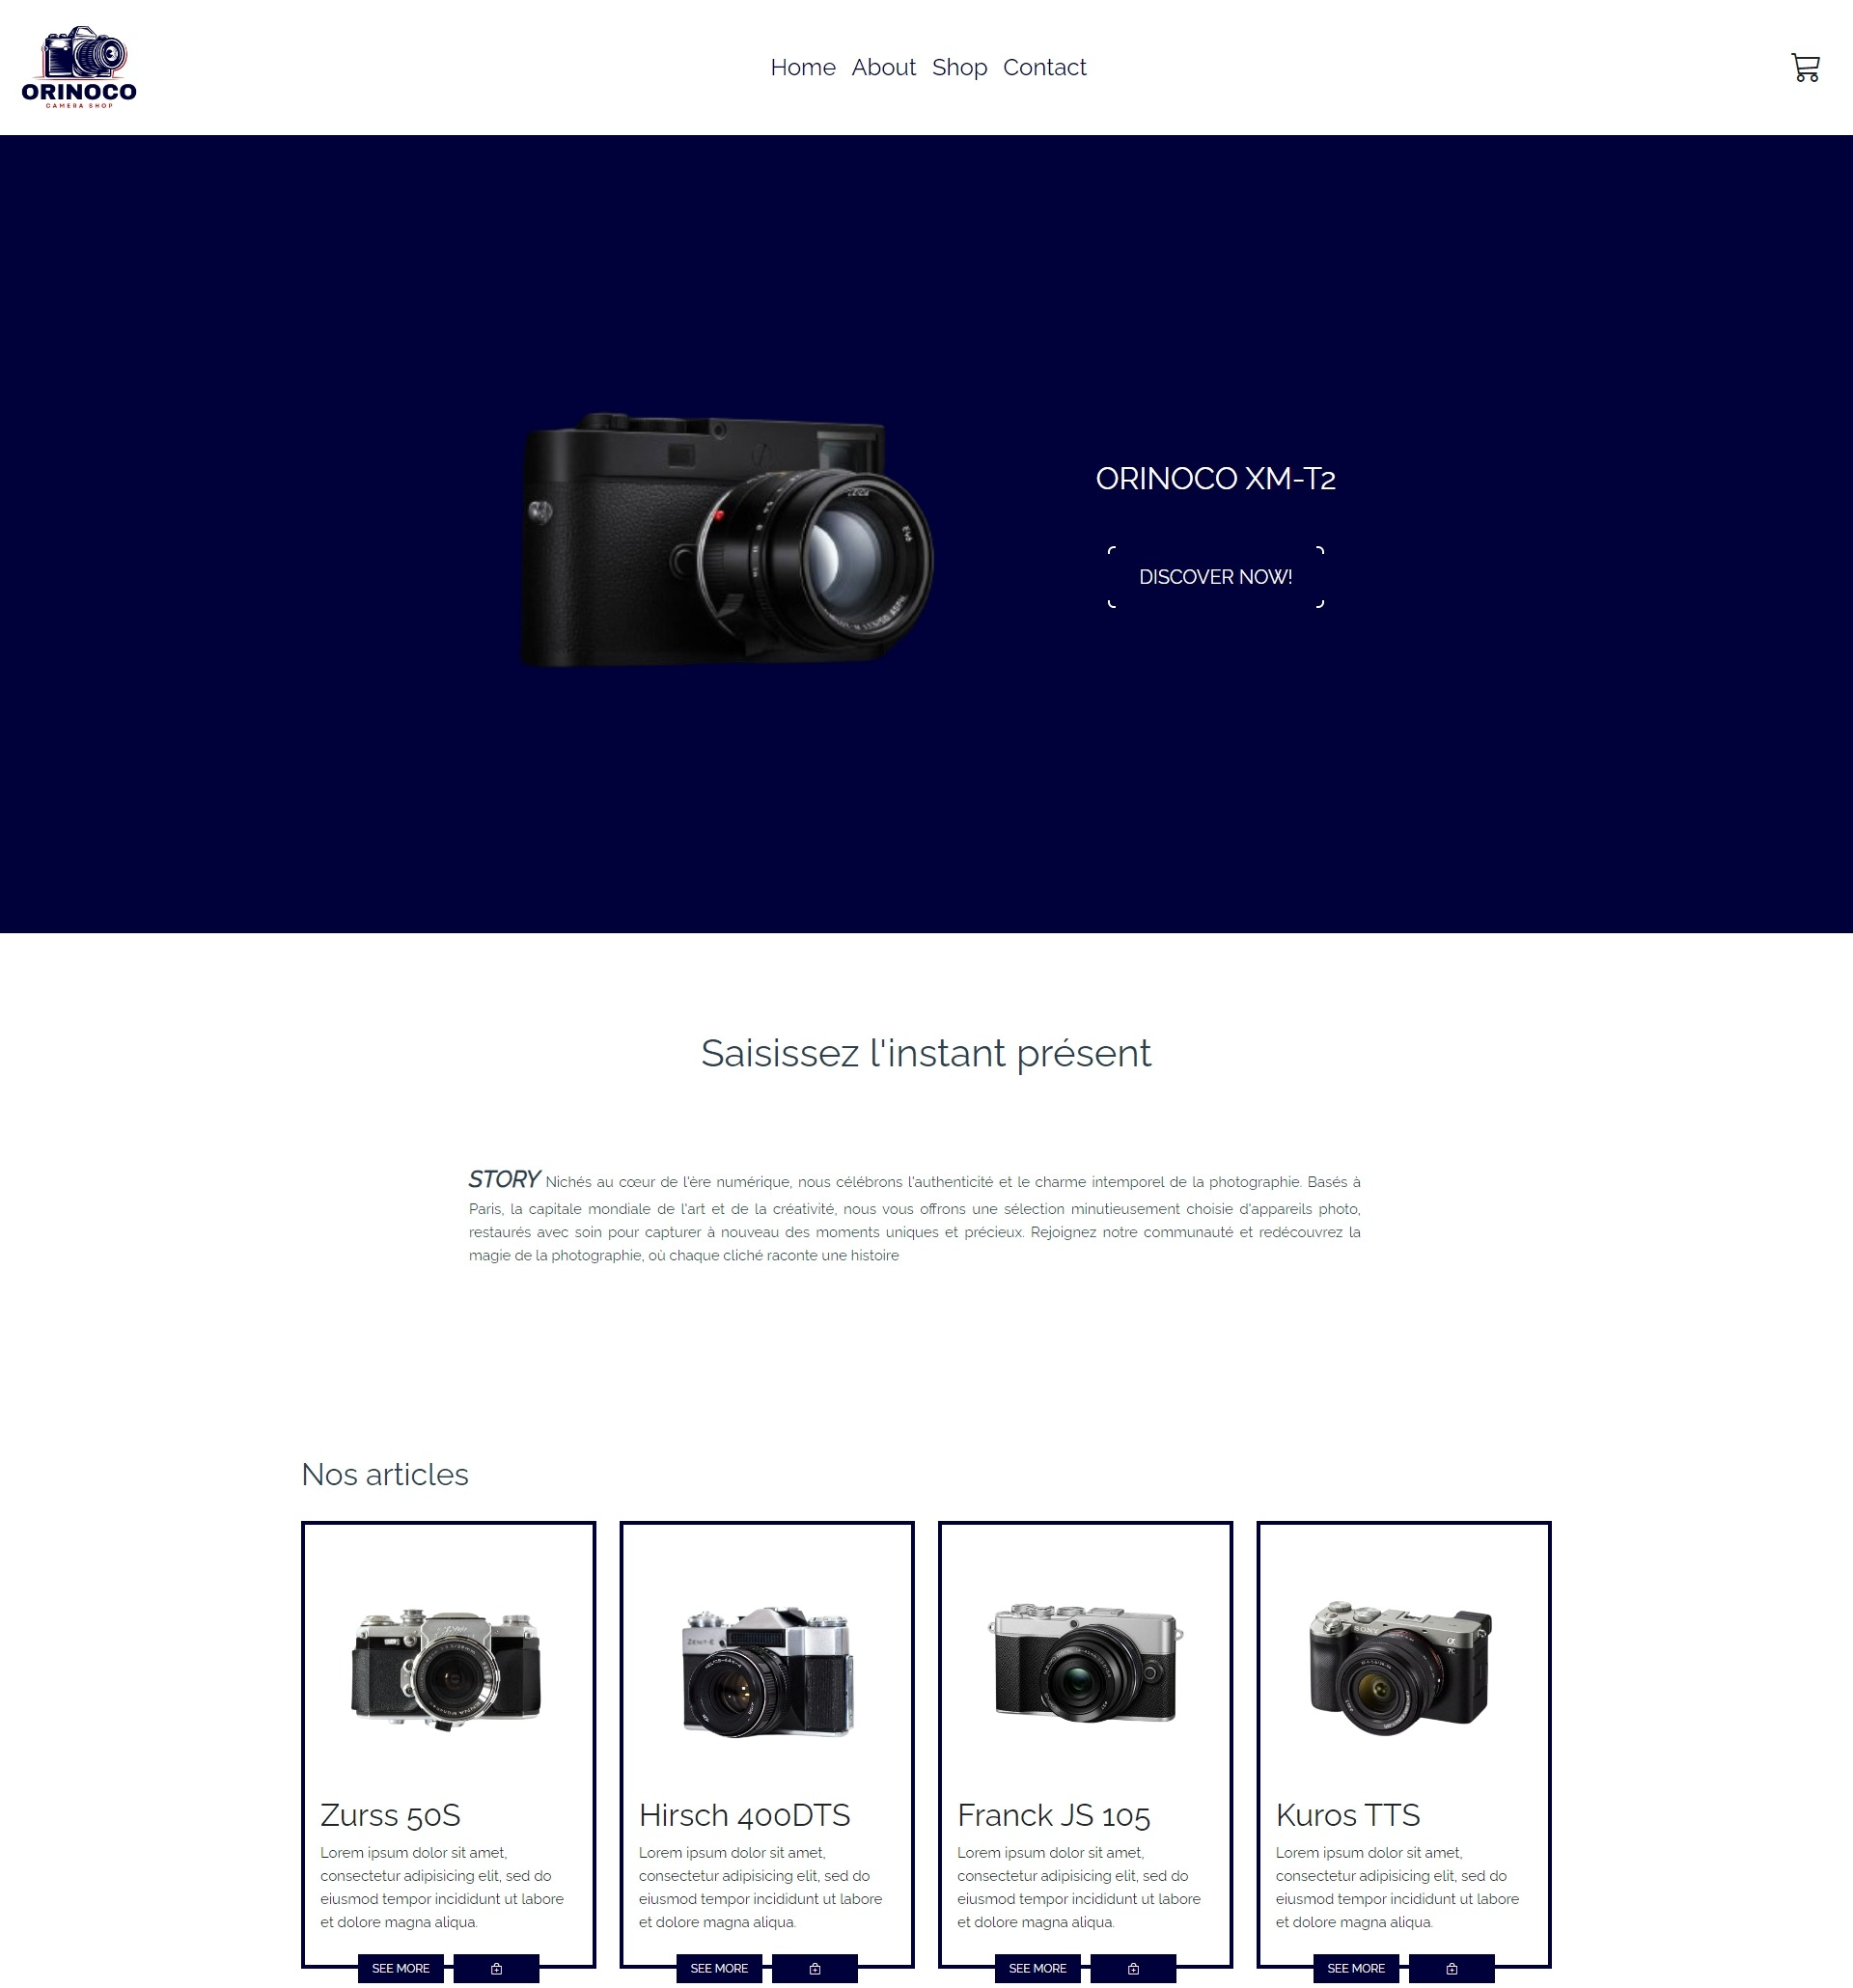 ORINOCO
CAMERA SHOP
Home About Shop Contact
LEICA
E46
ASPH.
ORINOCO XM-T2
DISCOVER NOW!
Saisissez l'instant présent
STORY Nichés au cœur de l'ère numérique, nous célébrons l'authenticité et le charme intemporel de la photographie. Basés à
Paris, la capitale mondiale de l'art et de la créativité, nous vous offrons une sélection minutieusement choisie d'appareils photo,
restaurés avec soin pour capturer à nouveau des moments uniques et précieux. Rejoignez notre communauté et redécouvrez la
magie de la photographie, où chaque cliché raconte une histoire
Nos articles
ZENIT-E
SONY
α
7C
Zurss 50S
Lorem ipsum dolor sit amet,
consectetur adipisicing elit, sed do
eiusmod tempor incididunt ut labore
et dolore magna aliqua.
SEE MORE
Hirsch 400DTS
Lorem ipsum dolor sit amet,
consectetur adipisicing elit, sed do
eiusmod tempor incididunt ut labore
et dolore magna aliqua.
SEE MORE
Franck JS 105
Lorem ipsum dolor sit amet,
consectetur adipisicing elit, sed do
eiusmod tempor incididunt ut labore
et dolore magna aliqua.
SEE MORE
Kuros TTS
Lorem ipsum dolor sit amet,
consectetur adipisicing elit, sed do
eiusmod tempor incididunt ut labore
et dolore magna aliqua.
SEE MORE